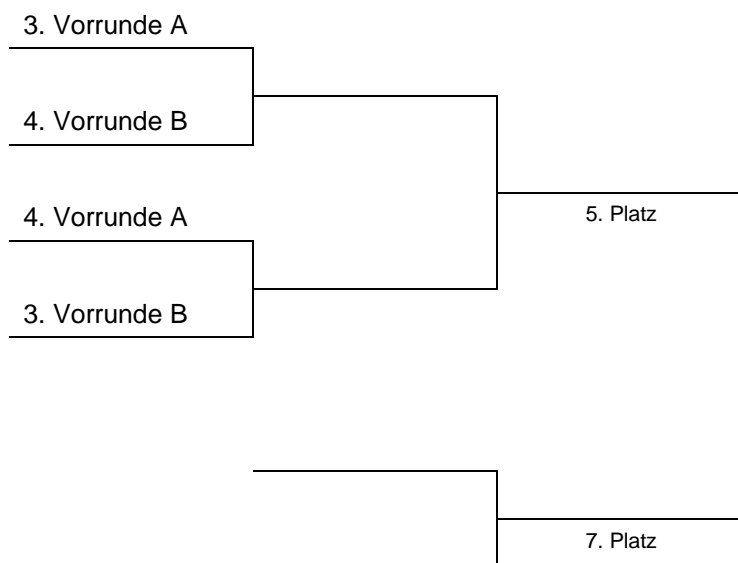 3. Vorrunde A
4. Vorrunde B
4. Vorrunde A
5. Platz
3. Vorrunde B
7. Platz